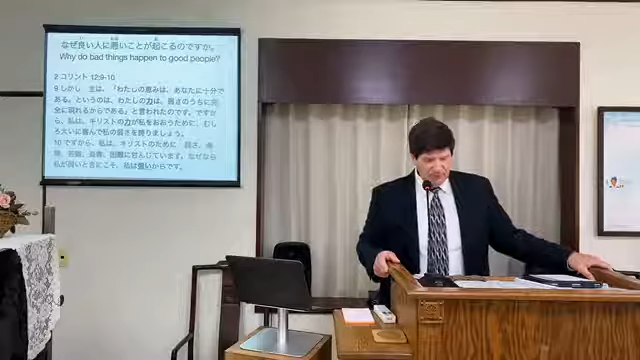 なぜ良い人に悪いことが起こるのですか。
Why do bad things happen to good people?
2コリント 12:9-10
9 しかし 主は、「わたしの恵みは、あなたに十分で
ある。というのは、わたしの力は、弱さのうちに完
全に現れるからである」と言われたのです。ですか
ら、私は、キリストの力が私をおおうために、むし
ろ大いに喜んで私の弱さを誇りましょう。
10 ですから、私は、キリストのために、弱さ、
困難に甘んじています。なぜなら
私が弱いときにこそ、私は強いからです。